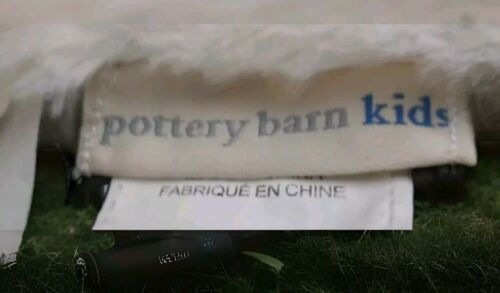 pottery barn kids
FABRIQUÉ EN CHINE